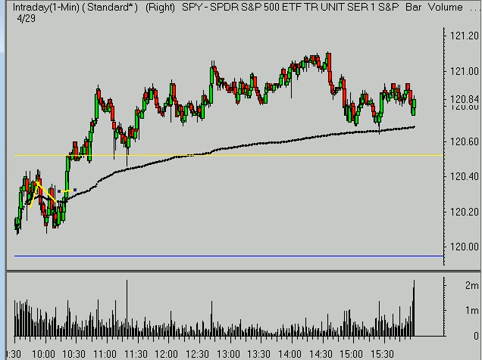 Intraday(1-Min) ( Standard* ) (Right) SPY - SPDR S&P 500 ETF TR UNIT SER 1 S&P Bar Volume ...
4/29
121.20
121.00
120.84
120.80
120.60
120.40
120.20
120.00
2m
1m
0
:30 10:00 10:30 11:00 11:30 12:00 12:30 13:00 13:30 14:00 14:30 15:00 15:30